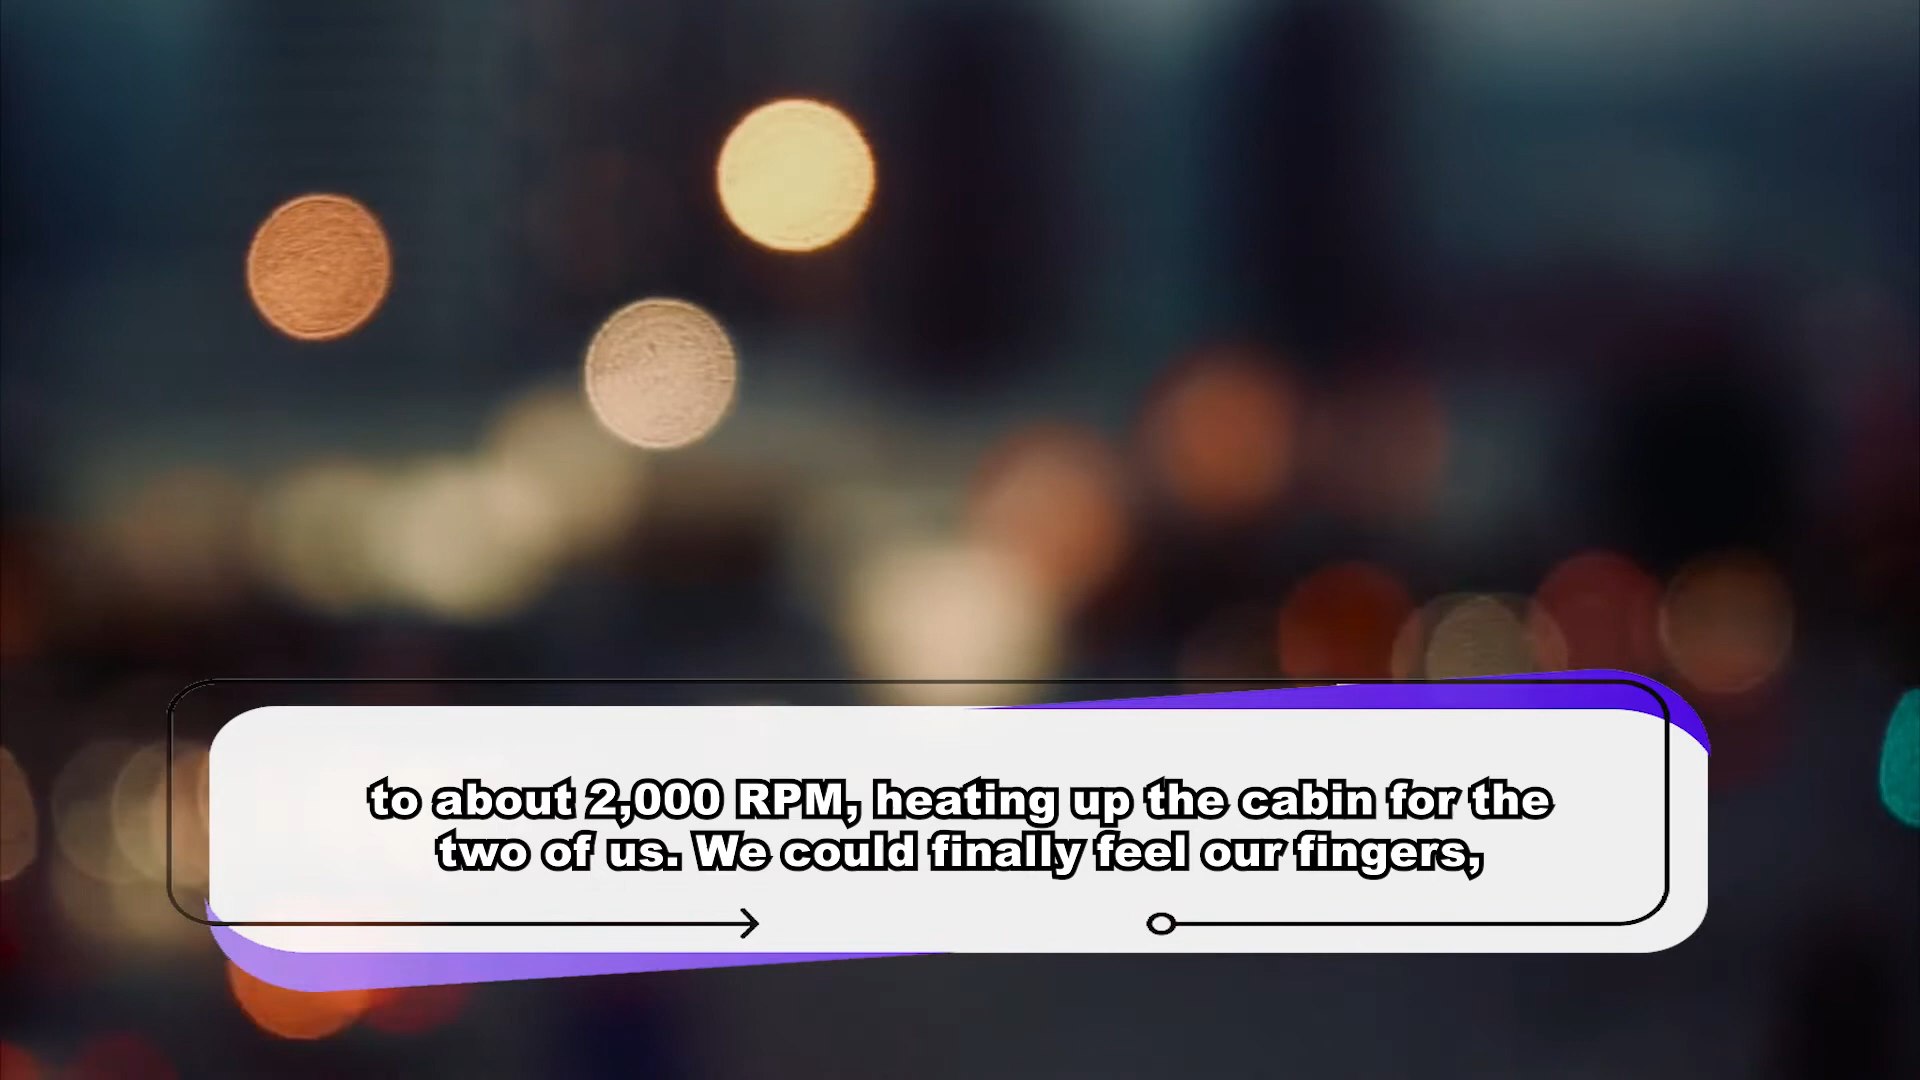 to about 2,000 RPM, heating up the cabin for the
two of us. We could finally feel our fingers,